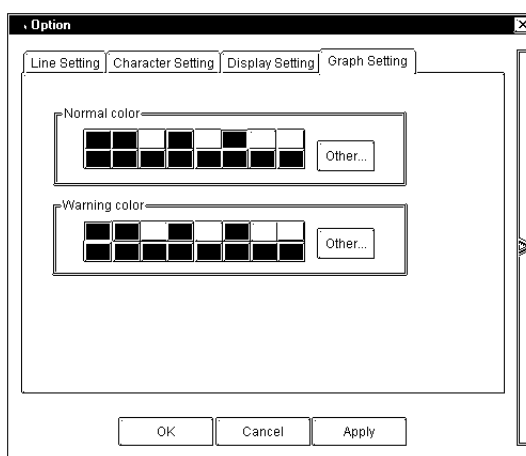 Option
Line Setting Character Setting Display Setting Graph Setting
Normal color
Other...
Warning color
Other...
OK Cancel Apply